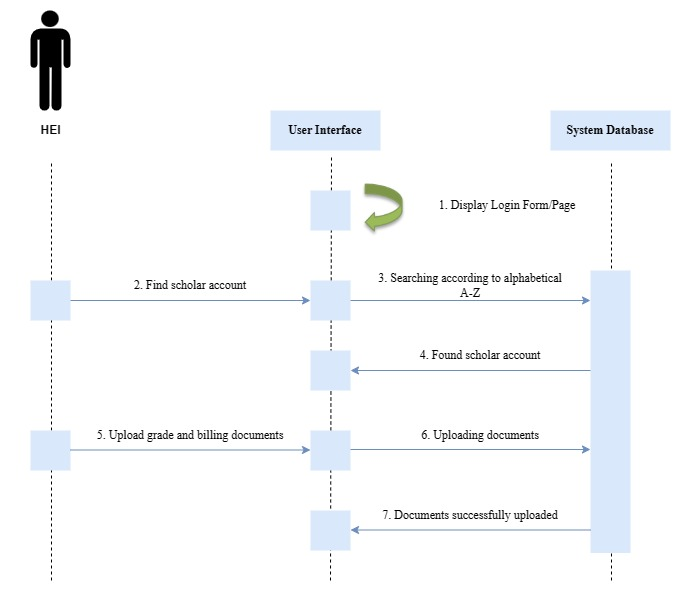 HEI
User Interface
System Database
1. Display Login Form/Page
2. Find scholar account
3. Searching according to alphabetical
A-Z
4. Found scholar account
5. Upload grade and billing documents
6. Uploading documents
7. Documents successfully uploaded